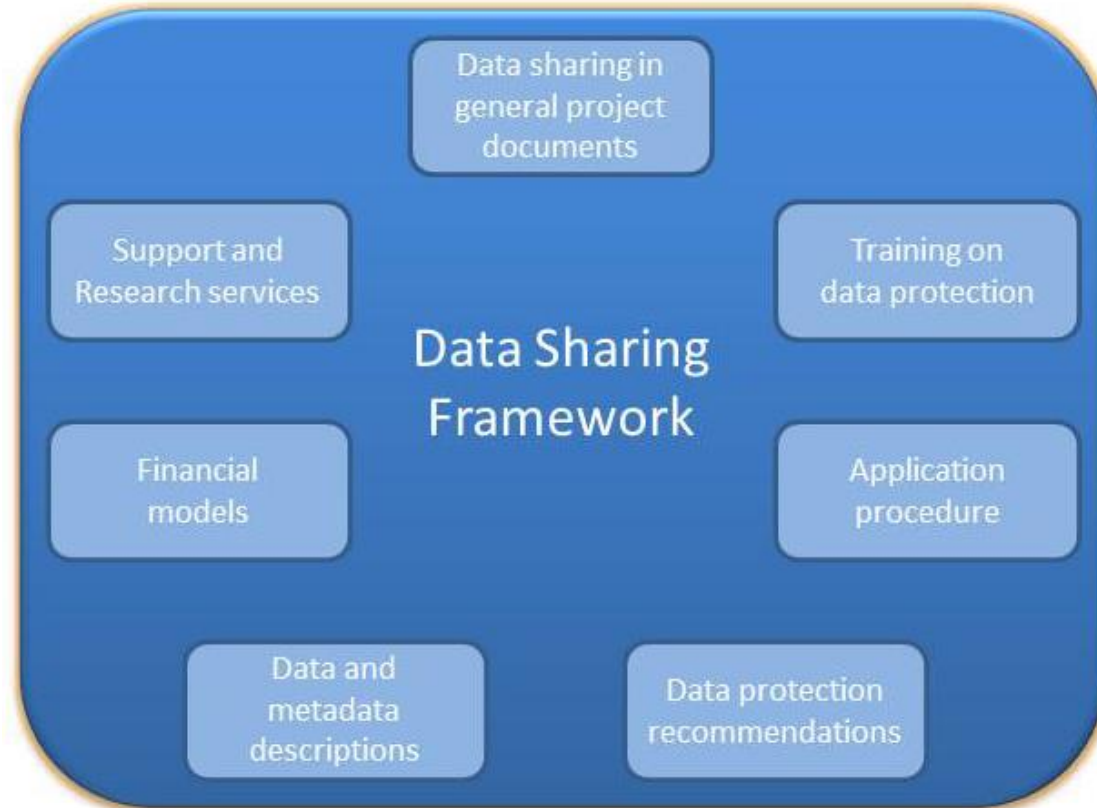 Data sharing in
general project
documents
Support and
Research services
Training on
data protection
Data Sharing
Framework
Financial
models
Application
procedure
Data and
metadata
descriptions
Data protection
recommendations